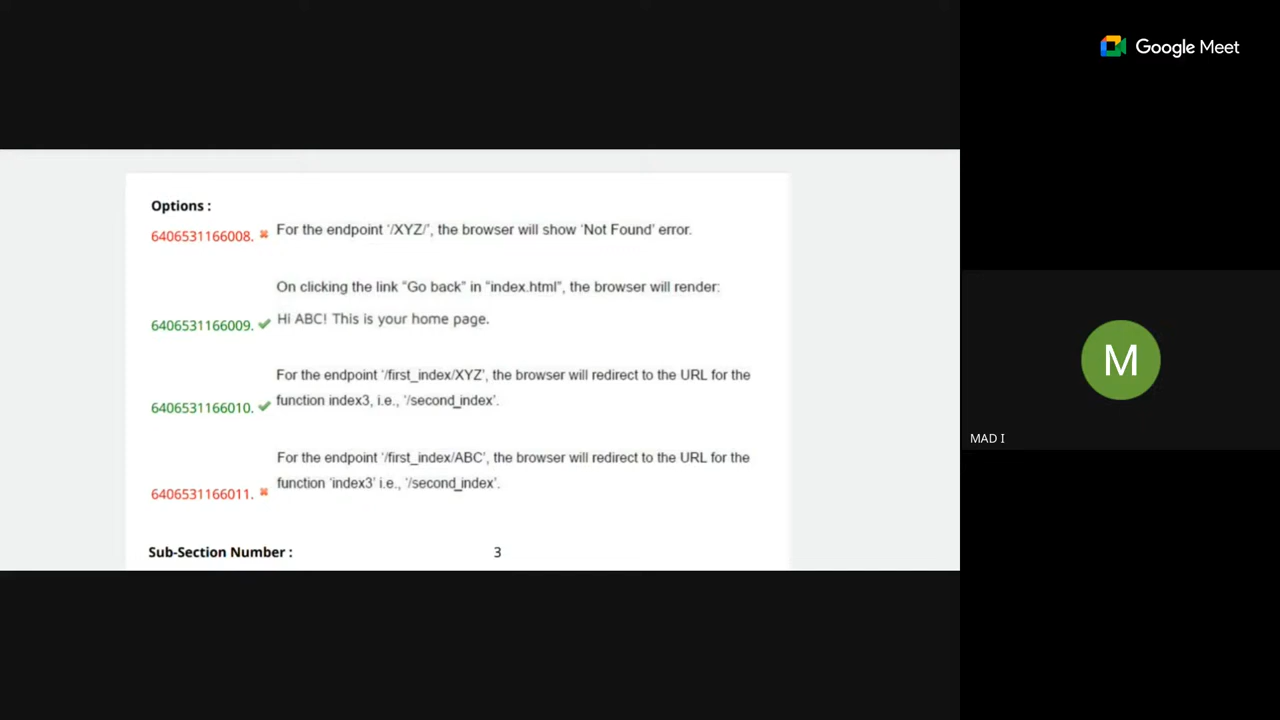 Google Meet
Options :
6406531166008. ✖ For the endpoint ‘/XYZ/’, the browser will show ‘Not Found’ error.
On clicking the link “Go back” in “index.html”, the browser will render:
6406531166009. ✔ Hi ABC! This is your home page.
For the endpoint ‘/first_index/XYZ’, the browser will redirect to the URL for the
6406531166010. ✔ function index3, i.e., ‘/second_index’.
For the endpoint ‘/first_index/ABC’, the browser will redirect to the URL for the
6406531166011. ✖ function ‘index3’ i.e., ‘/second_index’.
Sub-Section Number : 3
M
MAD I